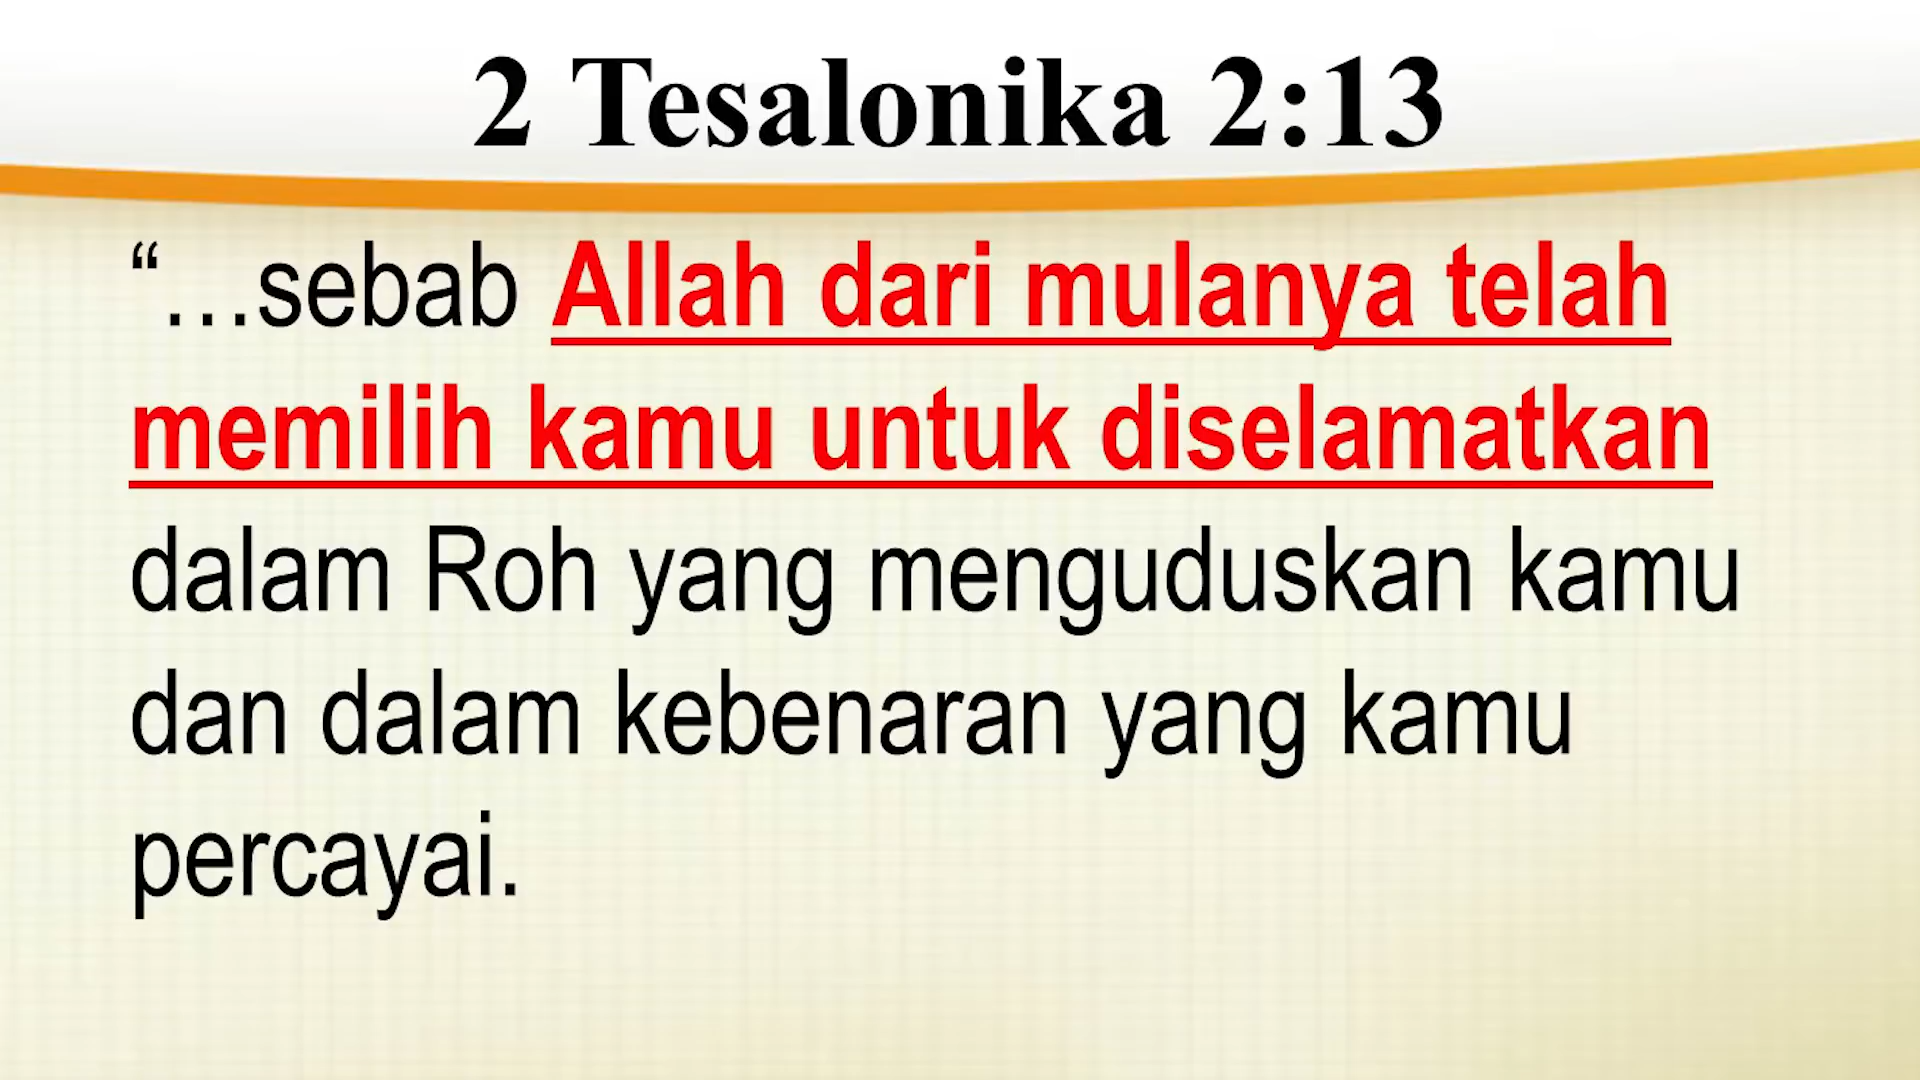 2 Tesalonika 2:13
“…sebab Allah dari mulanya telah
memilih kamu untuk diselamatkan
dalam Roh yang menguduskan kamu
dan dalam kebenaran yang kamu
percayai.